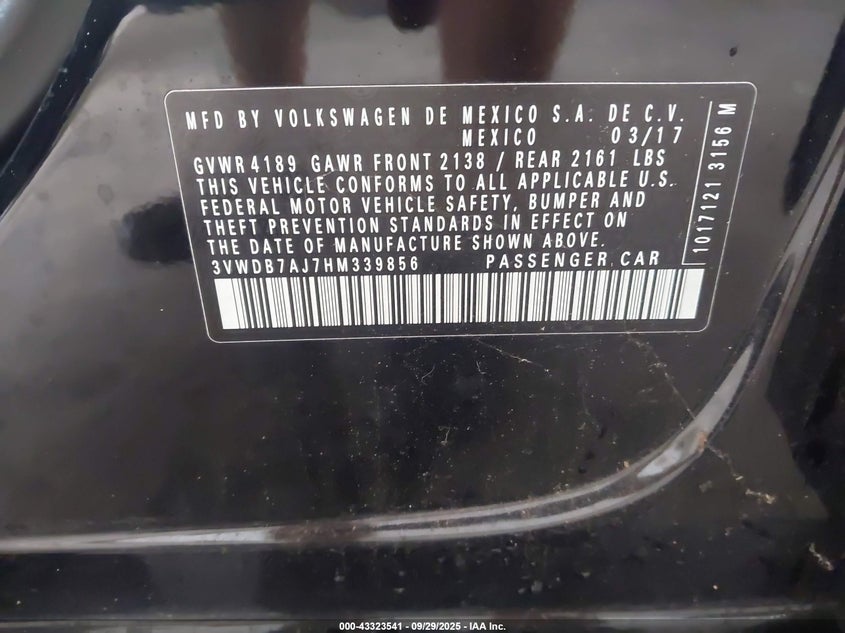 MFD BY VOLKSWAGEN DE MEXICO S.A. DE C.V.
MEXICO 03/17
GVWR 4189 GAWR FRONT 2138 / REAR 2161 LBS
THIS VEHICLE CONFORMS TO ALL APPLICABLE U.S.
FEDERAL MOTOR VEHICLE SAFETY, BUMPER AND
THEFT PREVENTION STANDARDS IN EFFECT ON
THE DATE OF MANUFACTURE SHOWN ABOVE.
3VWDB7AJ7HM339856 PASSENGER CAR
1017121 3156 M
000-43323541 - 09/29/2025 - IAA Inc.